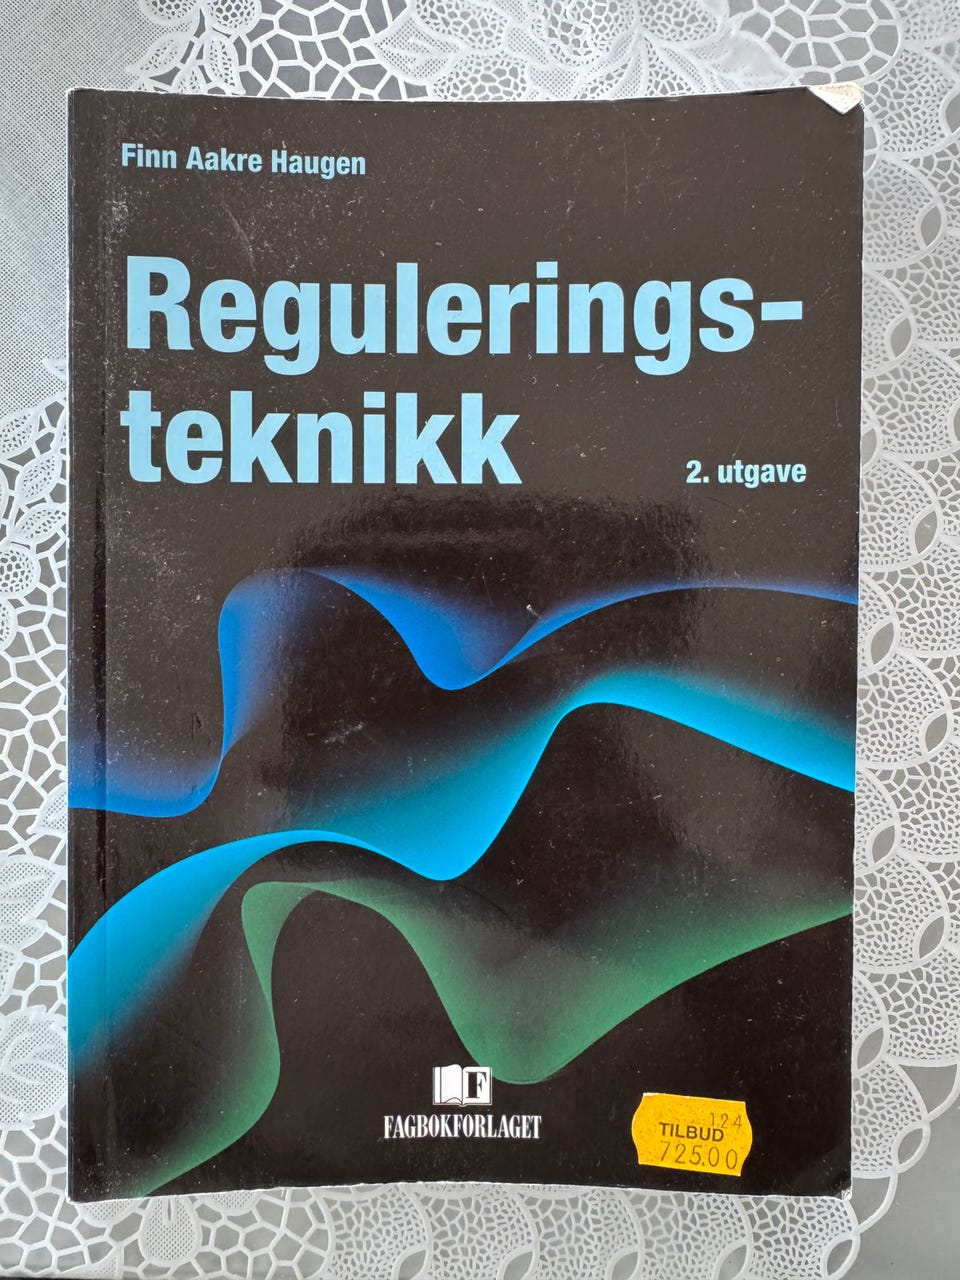 Finn Aakre Haugen
Regulerings-
teknikk
2. utgave
F
FAGBOKFORLAGET
124
TILBUD
725.00